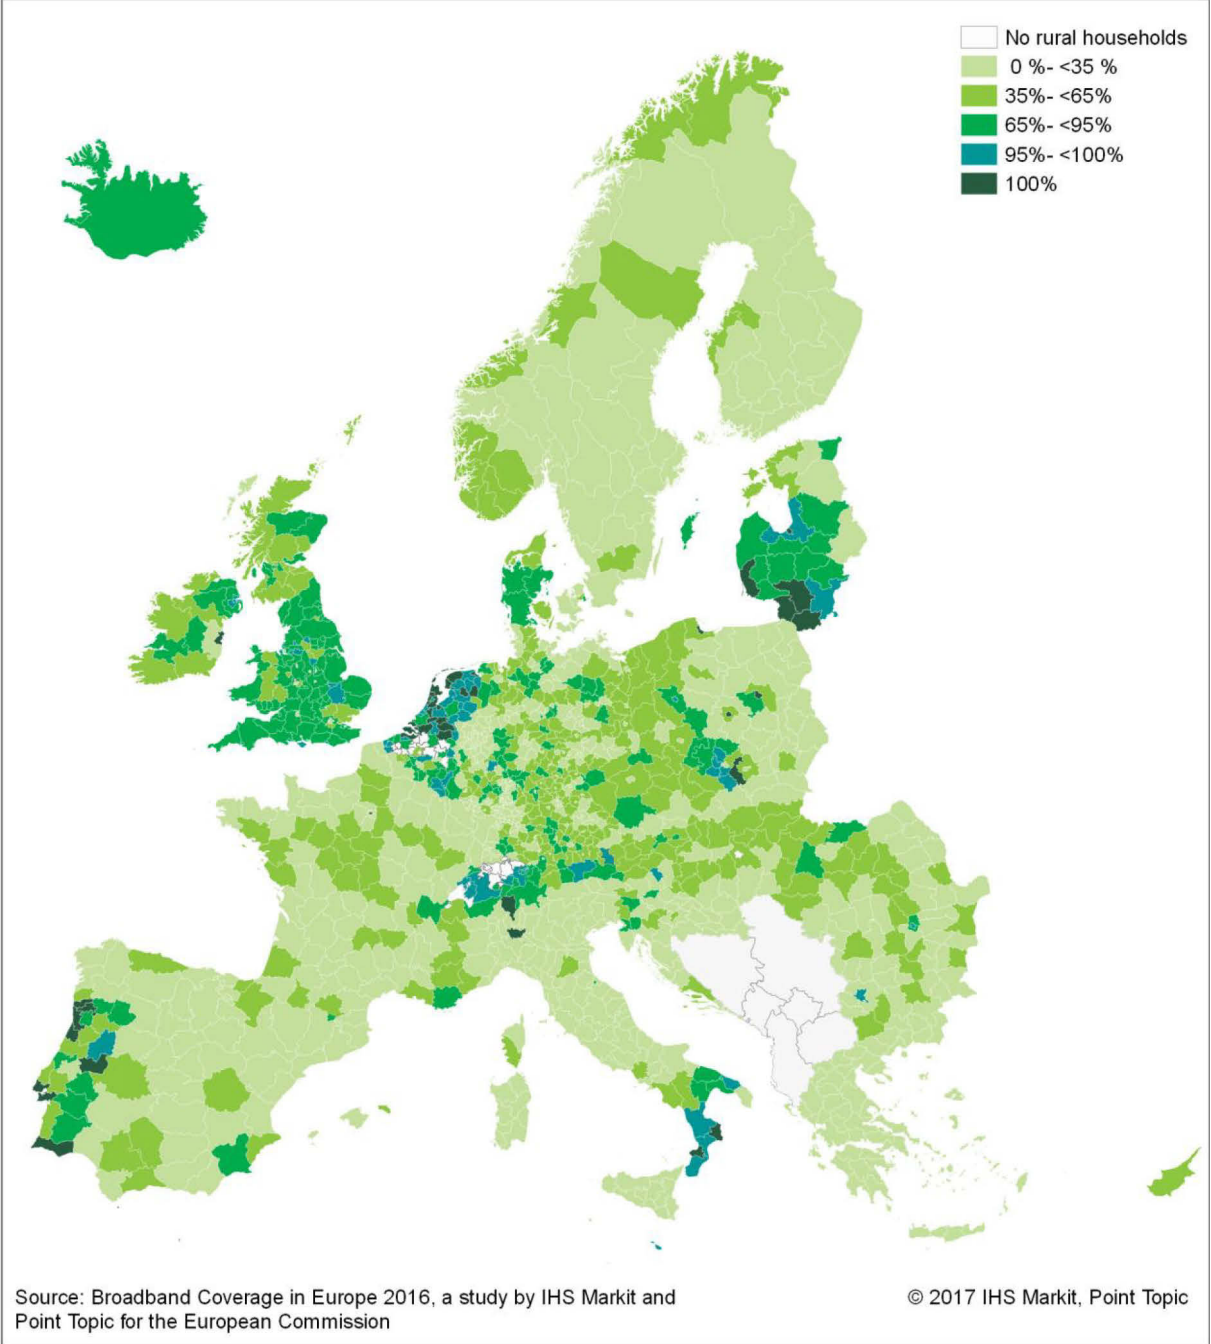 No rural households
0 %- <35 %
35%- <65%
65%- <95%
95%- <100%
100%
Source: Broadband Coverage in Europe 2016, a study by IHS Markit and
Point Topic for the European Commission
© 2017 IHS Markit, Point Topic